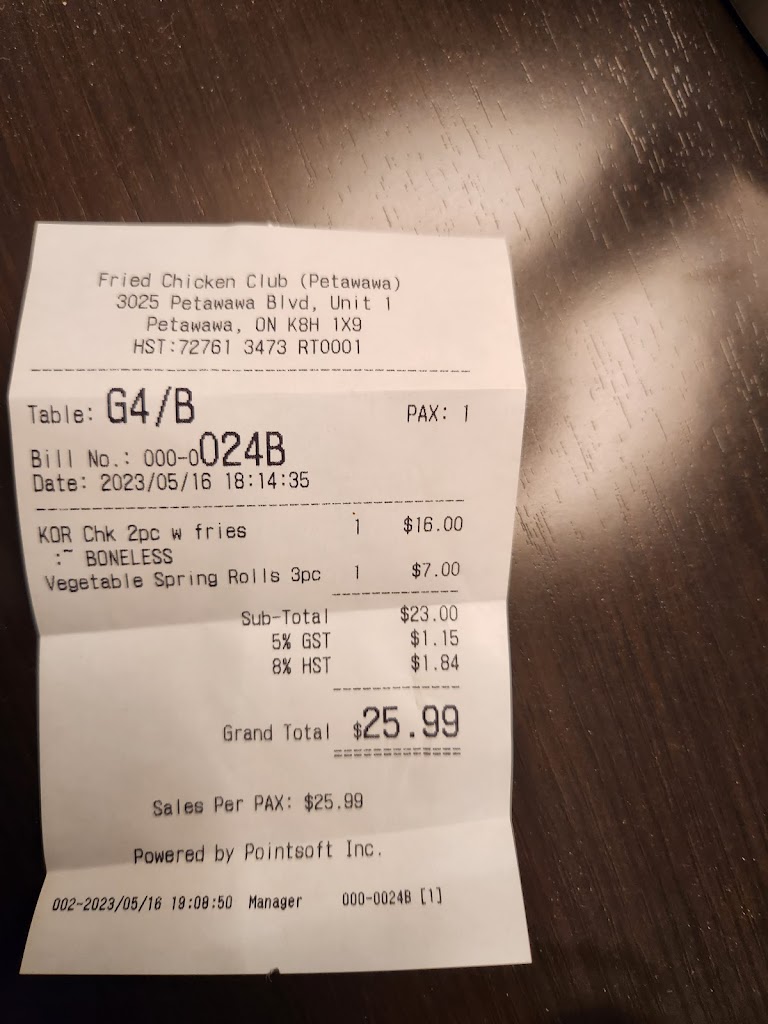 Fried Chicken Club (Petawawa)
3025 Petawawa Blvd, Unit 1
Petawawa, ON K8H 1X9
HST:72761 3473 RT0001
Table: G4/B PAX: 1
Bill No.: 000-0024B
Date: 2023/05/16 18:14:35
KOR Chk 2pc w fries 1 $16.00
:~ BONELESS
Vegetable Spring Rolls 3pc 1 $7.00
Sub-Total $23.00
5% GST $1.15
8% HST $1.84
Grand Total $25.99
============
Sales Per PAX: $25.99
Powered by Pointsoft Inc.
002-2023/05/16 19:08:50 Manager 000-0024B [1]